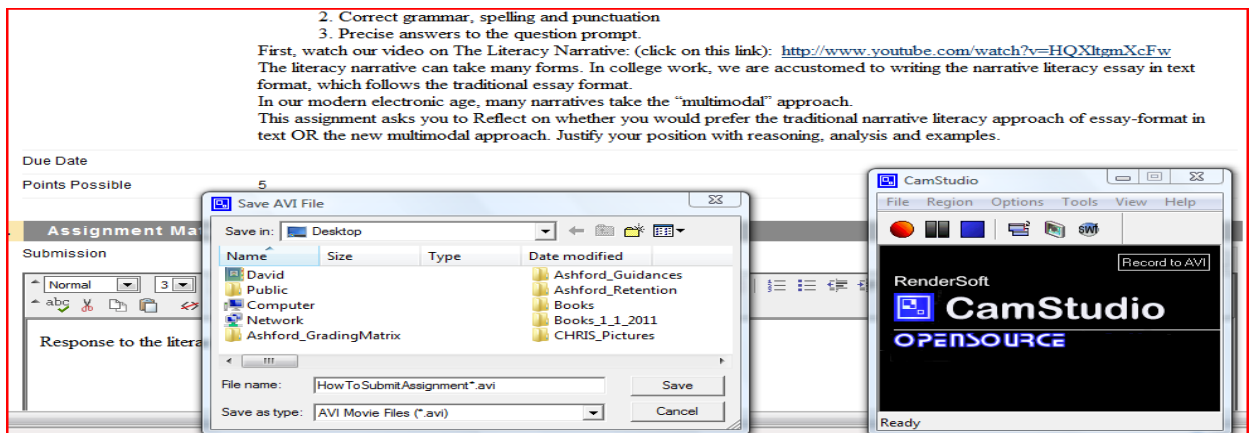 2. Correct grammar, spelling and punctuation
3. Precise answers to the question prompt.
First, watch our video on The Literacy Narrative: (click on this link): http://www.youtube.com/watch?v=HQXltgmXcFw
The literacy narrative can take many forms. In college work, we are accustomed to writing the narrative literacy essay in text
format, which follows the traditional essay format.
In our modern electronic age, many narratives take the “multimodal” approach.
This assignment asks you to Reflect on whether you would prefer the traditional narrative literacy approach of essay-format in
text OR the new multimodal approach. Justify your position with reasoning, analysis and examples.
Due Date
Points Possible 5
Assignment Mat
Submission
Normal 3
abc
Response to the litera
Save AVI File
Save in: Desktop
Name Size Type Date modified
David Ashford_Guidances
Public Ashford_Retention
Computer Books
Network Books_1_1_2011
Ashford_GradingMatrix CHRIS_Pictures
File name: HowToSubmitAssignment*.avi Save
Save as type: AVI Movie Files (*.avi) Cancel
CamStudio
File Region Options Tools View Help
SWF
Record to AVI
RenderSoft
CamStudio
OPENSOURCE
Ready